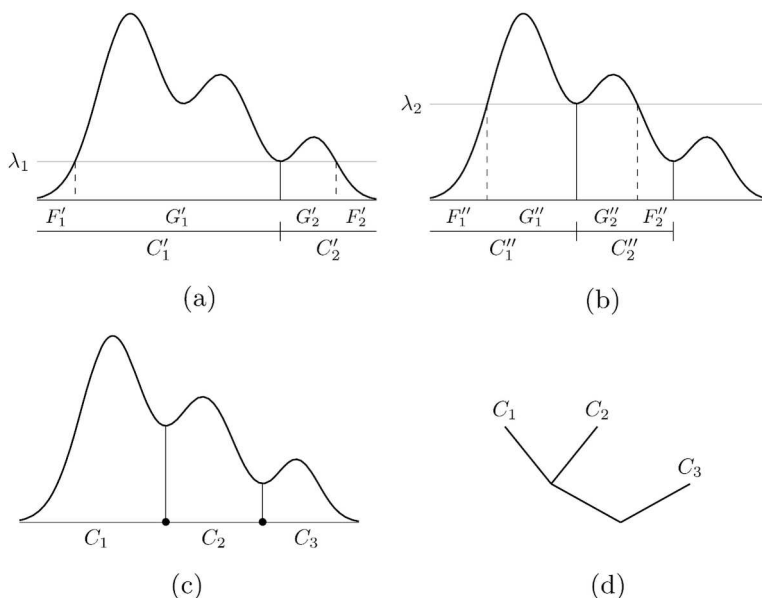 λ₁
F′₁ G′₁ G′₂ F′₂
C′₁ C′₂
(a)
λ₂
F″₁ G″₁ G″₂ F″₂
C″₁ C″₂
(b)
C₁ C₂ C₃
(c)
C₁ C₂
C₃
(d)